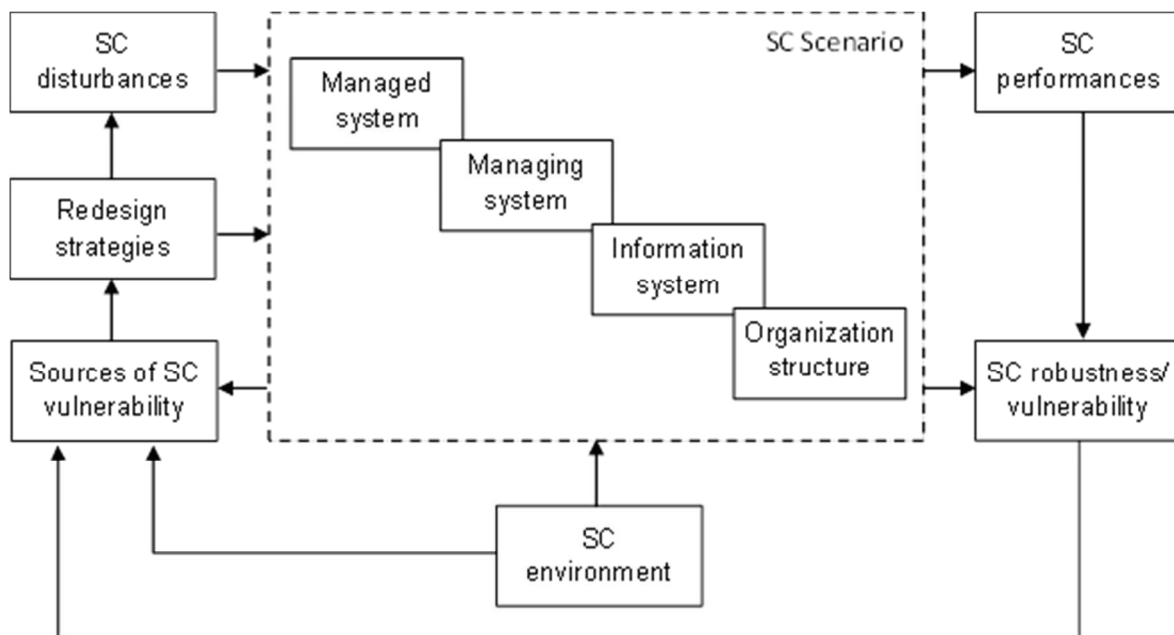 SC
disturbances
SC Scenario
SC
performances
Managed
system
Managing
system
Redesign
strategies
Information
system
Organization
structure
Sources of SC
vulnerability
SC robustness/
vulnerability
SC
environment